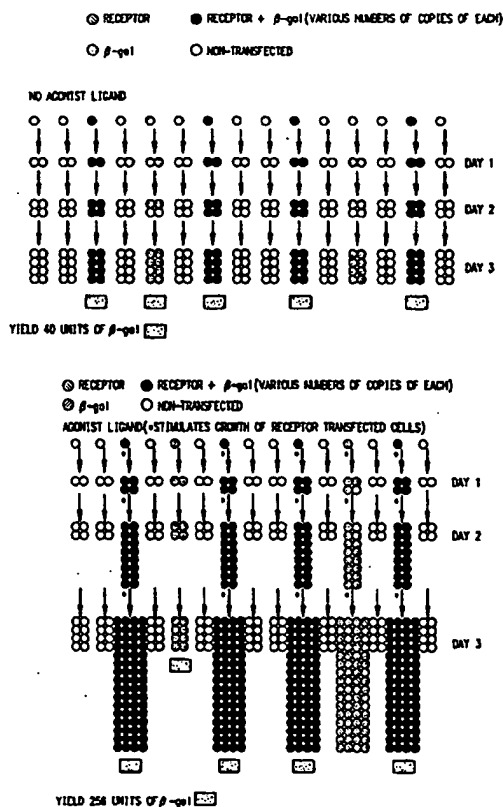 RECEPTOR RECEPTOR + β-gal(VARIOUS NUMBERS OF COPIES OF EACH)
β-gal NON-TRANSFECTED
NO AGONIST LIGAND
DAY 1
DAY 2
DAY 3
YIELD 40 UNITS OF β-gal
RECEPTOR RECEPTOR + β-gal(VARIOUS NUMBERS OF COPIES OF EACH)
β-gal NON-TRANSFECTED
AGONIST LIGAND(*STIMULATES GROWTH OF RECEPTOR TRANSFECTED CELLS)
DAY 1
DAY 2
DAY 3
YIELD 256 UNITS OF β-gal